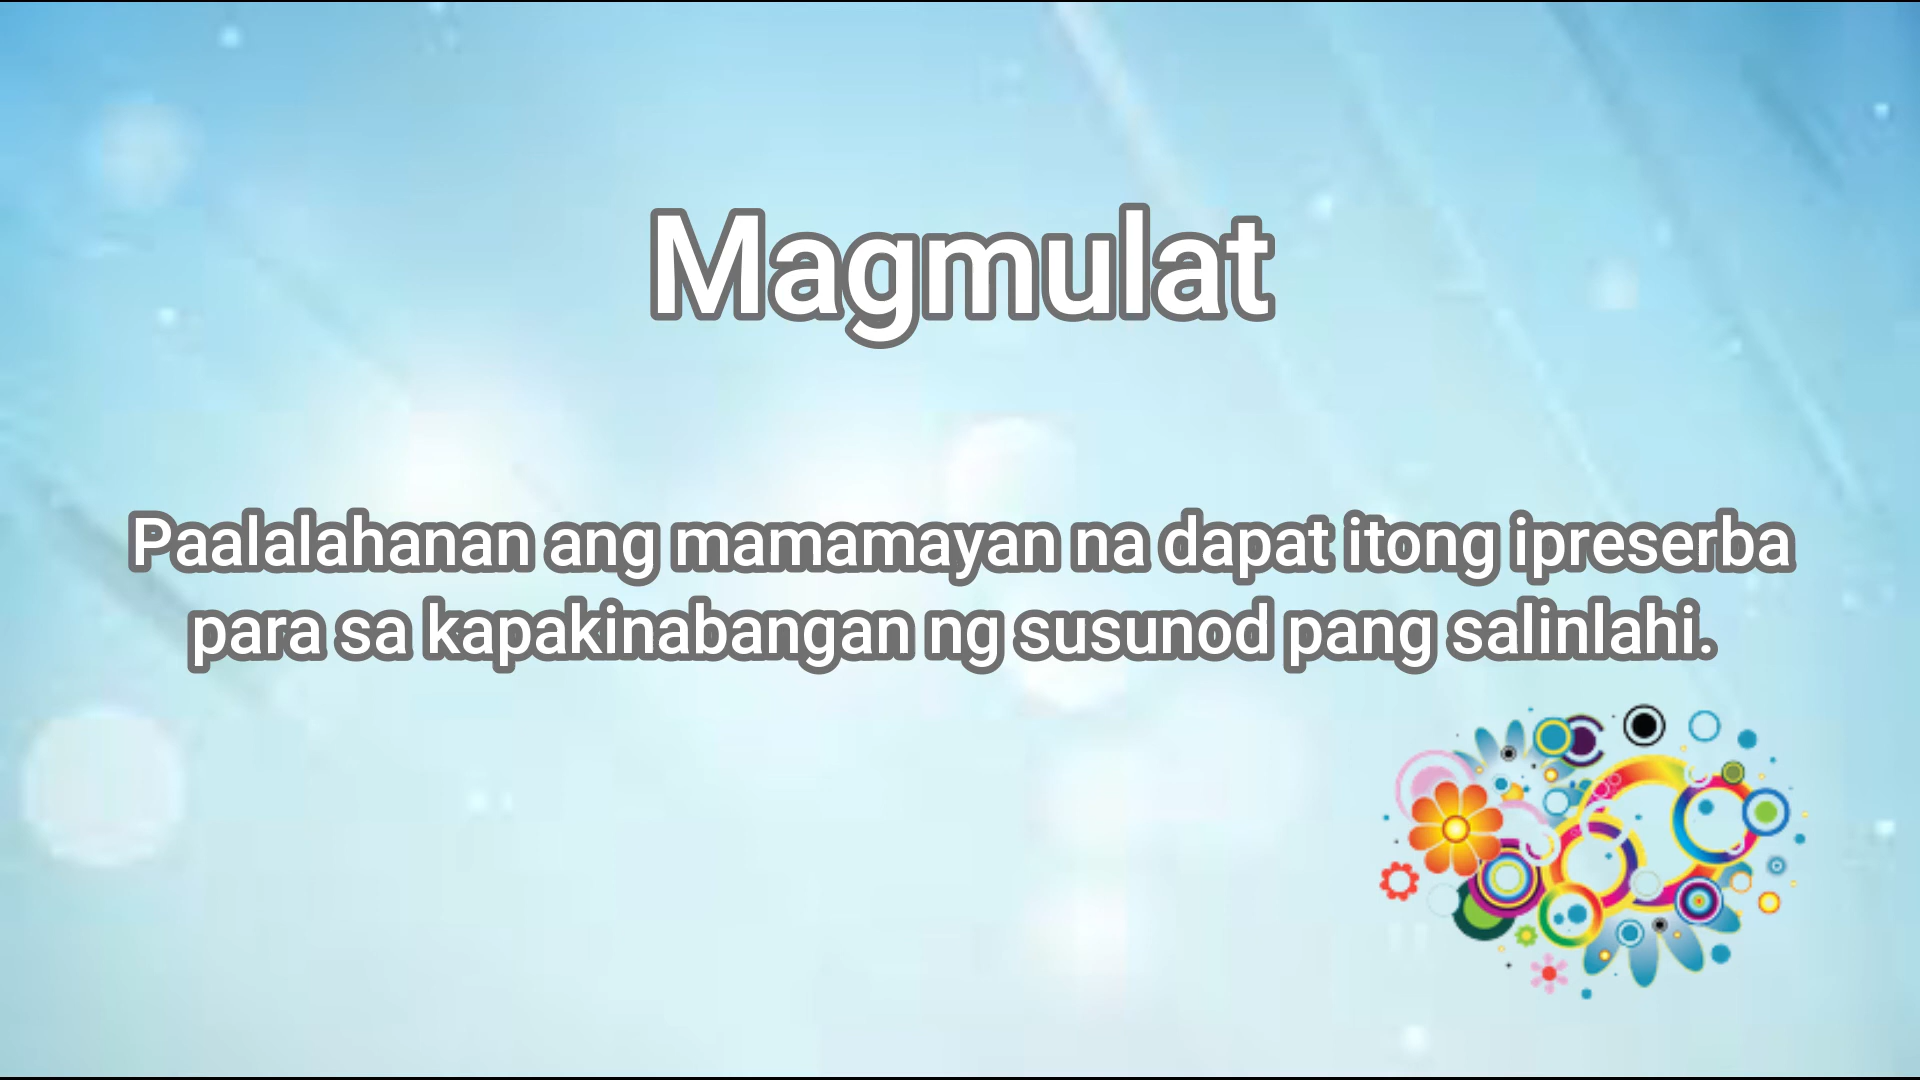 Magmulat
Paalalahanan ang mamamayan na dapat itong ipreserba
para sa kapakinabangan ng susunod pang salinlahi.